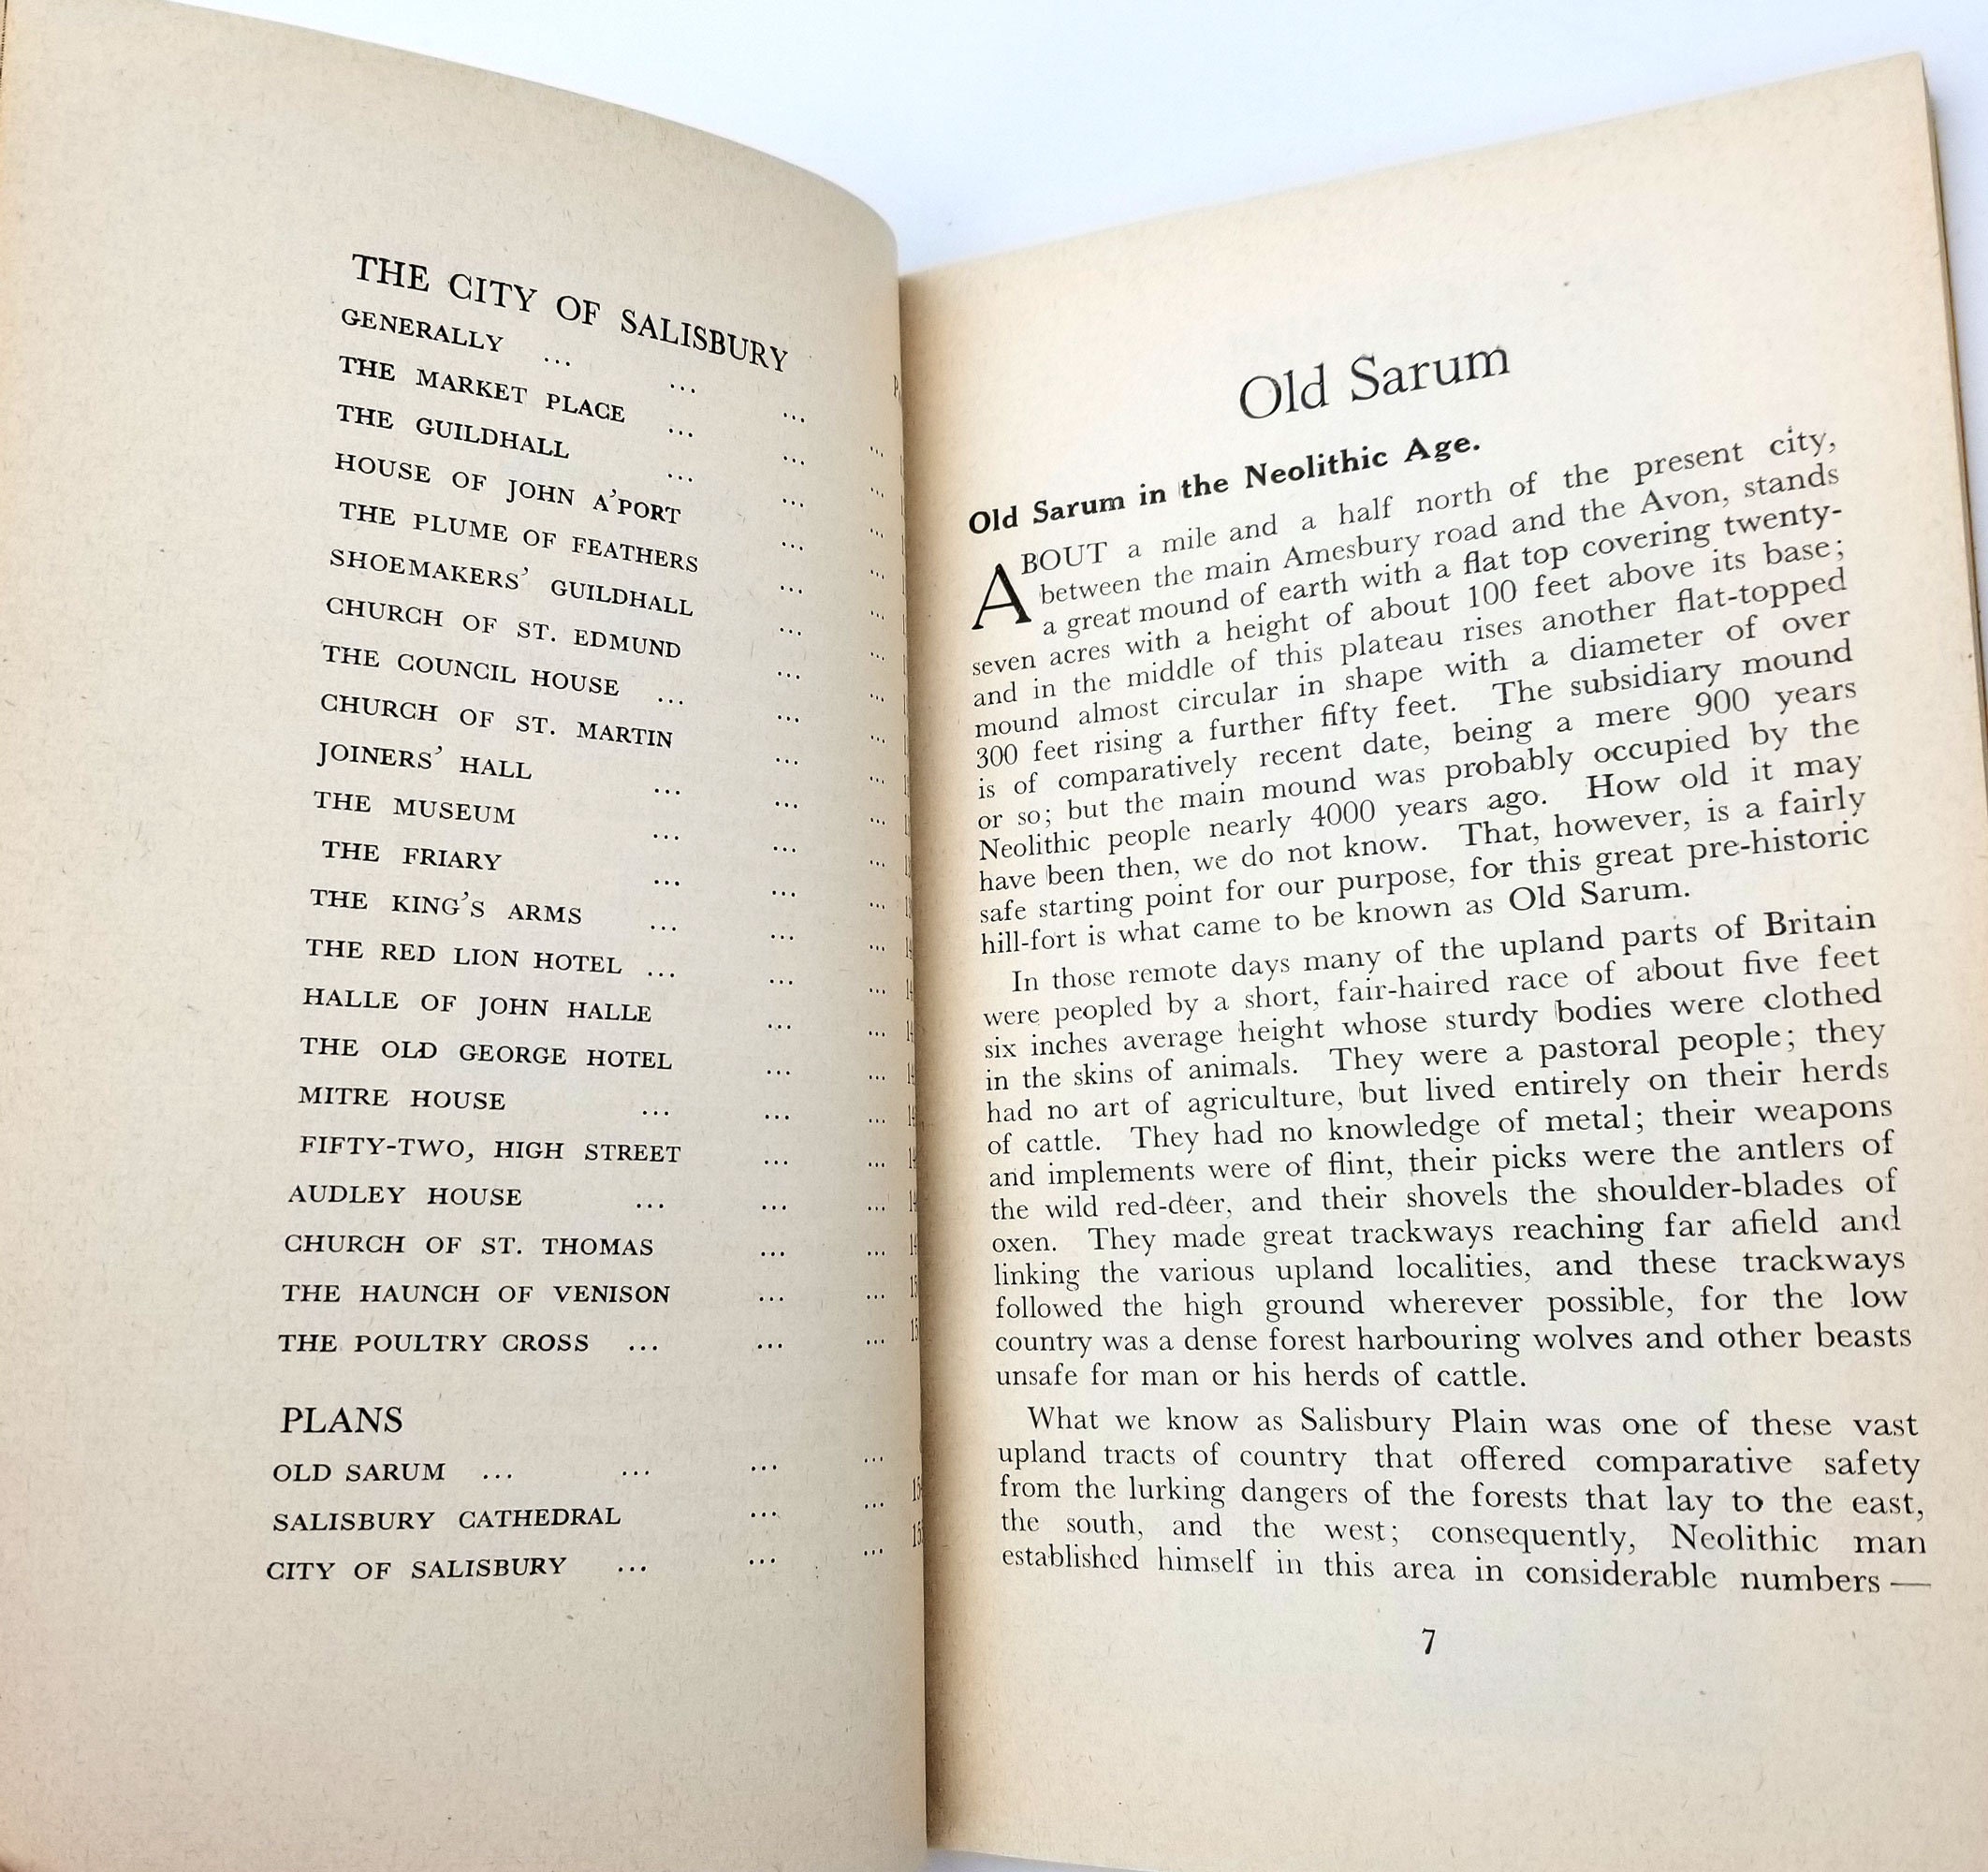 THE CITY OF SALISBURY
GENERALLY ... ... ...
THE MARKET PLACE ... ... ...
THE GUILDHALL ... ... ...
HOUSE OF JOHN A'PORT ... ...
THE PLUME OF FEATHERS ... ...
SHOEMAKERS' GUILDHALL ... ...
CHURCH OF ST. EDMUND ... ...
THE COUNCIL HOUSE ... ... ...
CHURCH OF ST. MARTIN ... ...
JOINERS' HALL ... ... ...
THE MUSEUM ... ... ...
THE FRIARY ... ... ...
THE KING'S ARMS ... ... ...
THE RED LION HOTEL ... ... ...
HALLE OF JOHN HALLE ... ...
THE OLD GEORGE HOTEL ... ...
MITRE HOUSE ... ... ...
FIFTY-TWO, HIGH STREET ... ...
AUDLEY HOUSE ... ... ...
CHURCH OF ST. THOMAS ... ...
THE HAUNCH OF VENISON ... ...
THE POULTRY CROSS ... ... ...
PLANS
OLD SARUM ... ... ... ...
SALISBURY CATHEDRAL ... ...
CITY OF SALISBURY ... ... ...
Old Sarum
Old Sarum in the Neolithic Age.
ABOUT a mile and a half north of the present city,
between the main Amesbury road and the Avon, stands
a great mound of earth with a flat top covering twenty-
seven acres with a height of about 100 feet above its base;
and in the middle of this plateau rises another flat-topped
mound almost circular in shape with a diameter of over
300 feet rising a further fifty feet. The subsidiary mound
is of comparatively recent date, being a mere 900 years
or so; but the main mound was probably occupied by the
Neolithic people nearly 4000 years ago. How old it may
have been then, we do not know. That, however, is a fairly
safe starting point for our purpose, for this great pre-historic
hill-fort is what came to be known as Old Sarum.
In those remote days many of the upland parts of Britain
were peopled by a short, fair-haired race of about five feet
six inches average height whose sturdy bodies were clothed
in the skins of animals. They were a pastoral people; they
had no art of agriculture, but lived entirely on their herds
of cattle. They had no knowledge of metal; their weapons
and implements were of flint, their picks were the antlers of
the wild red-deer, and their shovels the shoulder-blades of
oxen. They made great trackways reaching far afield and
linking the various upland localities, and these trackways
followed the high ground wherever possible, for the low
country was a dense forest harbouring wolves and other beasts
unsafe for man or his herds of cattle.
What we know as Salisbury Plain was one of these vast
upland tracts of country that offered comparative safety
from the lurking dangers of the forests that lay to the east,
the south, and the west; consequently, Neolithic man
established himself in this area in considerable numbers —
7